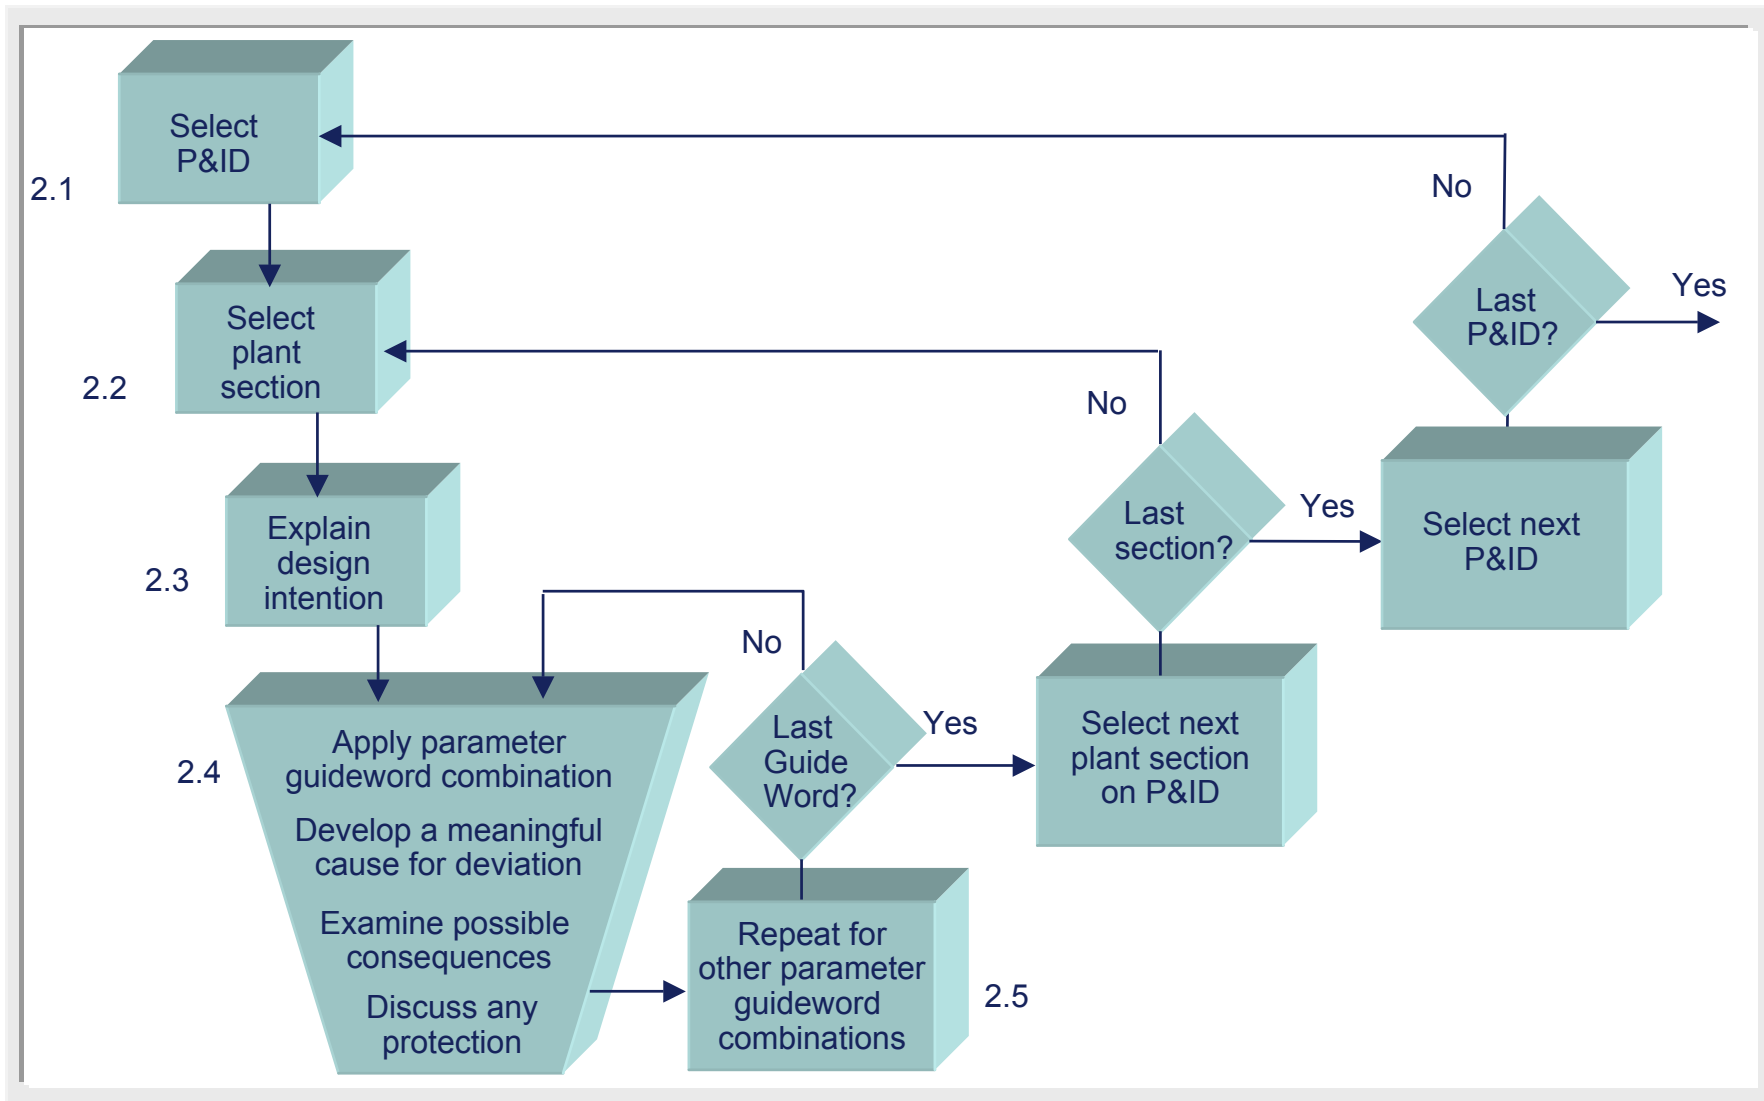 Select
P&ID
2.1
Select
plant
section
2.2
Explain
design
intention
2.3
Apply parameter
guideword combination
Develop a meaningful
cause for deviation
Examine possible
consequences
Discuss any
protection
2.4
Repeat for
other parameter
guideword
combinations
2.5
Last
Guide
Word?
No
Yes
Select next
plant section
on P&ID
Last
section?
No
Yes
Select next
P&ID
Last
P&ID?
No
Yes